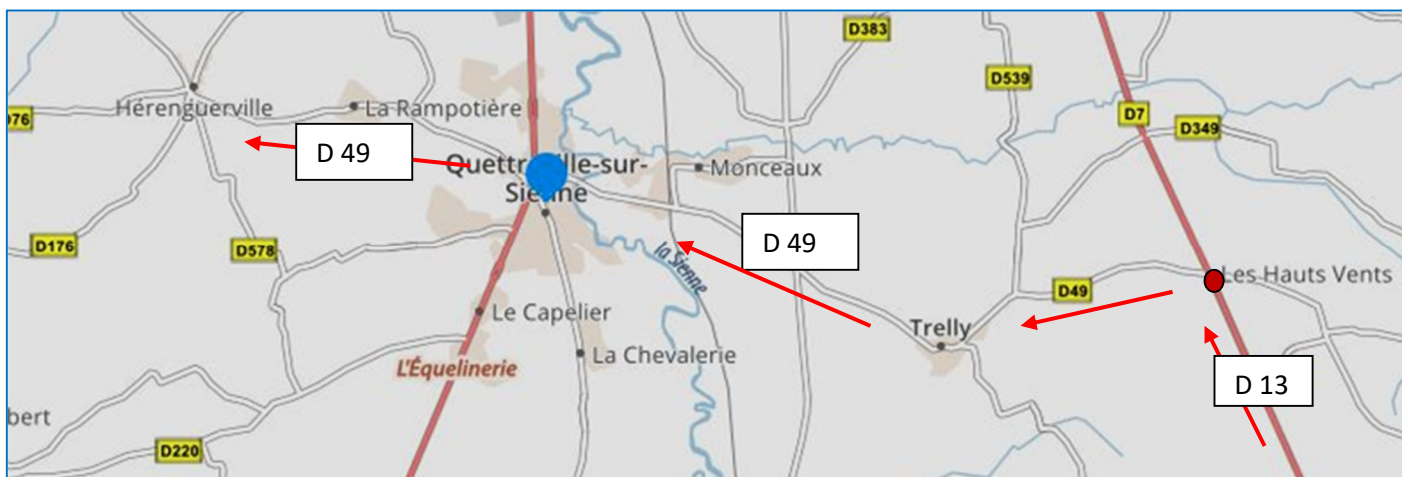 D383
D539
D7
D349
076
Hérenguerville
La Rampotière
D 49
Quettreville-sur-
Sienne
Monceaux
D176
D578
D 49
la Sienne
D49
Les Hauts Vents
Le Capelier
Trelly
La Chevalerie
L'Équelinerie
D 13
bert
D220